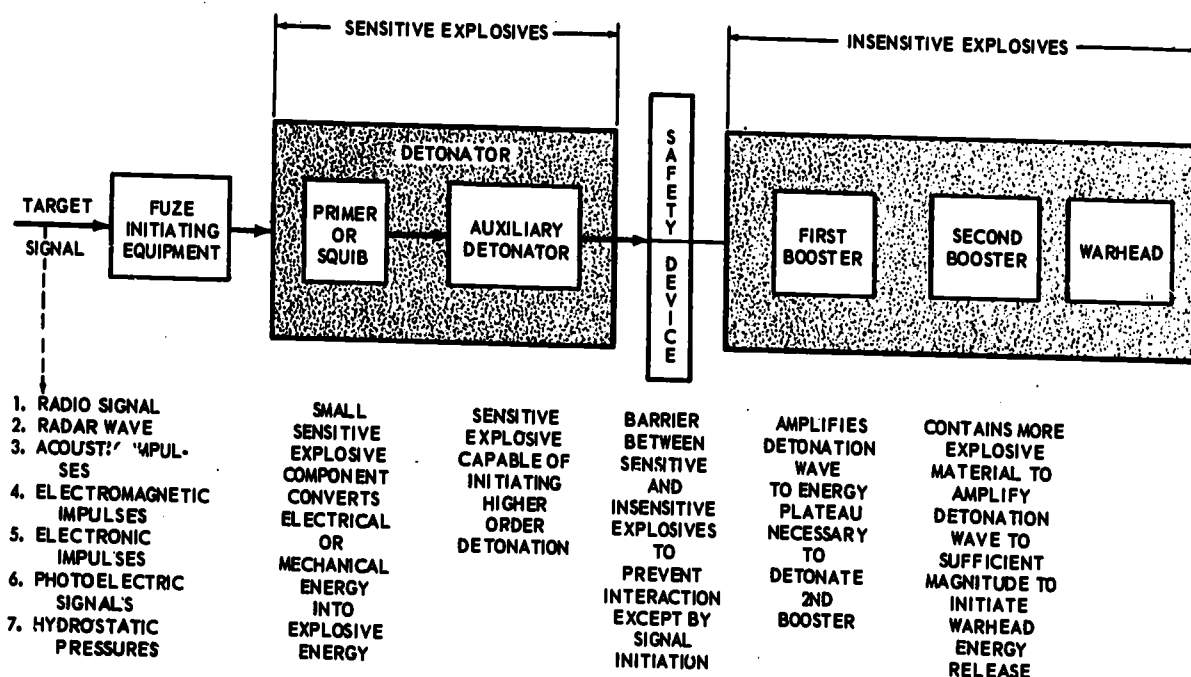 SENSITIVE EXPLOSIVES
INSENSITIVE EXPLOSIVES
TARGET
SIGNAL
FUZE
INITIATING
EQUIPMENT
DETONATOR
PRIMER
OR
SQUIB
AUXILIARY
DETONATOR
SAFETY DEVICE
FIRST
BOOSTER
SECOND
BOOSTER
WARHEAD
1. RADIO SIGNAL
2. RADAR WAVE
3.
SES
4. ELECTROMAGNETIC
IMPULSES
5. ELECTRONIC
IMPULSES
6. PHOTOELECTRIC
SIGNALS
7. HYDROSTATIC
PRESSURES
SMALL
SENSITIVE
EXPLOSIVE
COMPONENT
CONVERTS
ELECTRICAL
OR
MECHANICAL
ENERGY
INTO
EXPLOSIVE
ENERGY
SENSITIVE
EXPLOSIVE
CAPABLE OF
INITIATING
HIGHER
ORDER
DETONATION
BARRIER
BETWEEN
SENSITIVE
AND
INSENSITIVE
EXPLOSIVES
TO
PREVENT
INTERACTION
EXCEPT BY
SIGNAL
INITIATION
AMPLIFIES
DETONATION
WAVE
TO ENERGY
PLATEAU
NECESSARY
TO
DETONATE
2ND
BOOSTER
CONTAINS MORE
EXPLOSIVE
MATERIAL TO
AMPLIFY
DETONATION
WAVE TO
SUFFICIENT
MAGNITUDE TO
INITIATE
WARHEAD
ENERGY
RELEASE